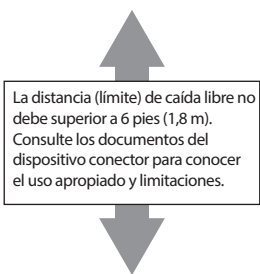 La distancia (límite) de caída libre no
debe superior a 6 pies (1,8 m).
Consulte los documentos del
dispositivo conector para conocer
el uso apropiado y limitaciones.